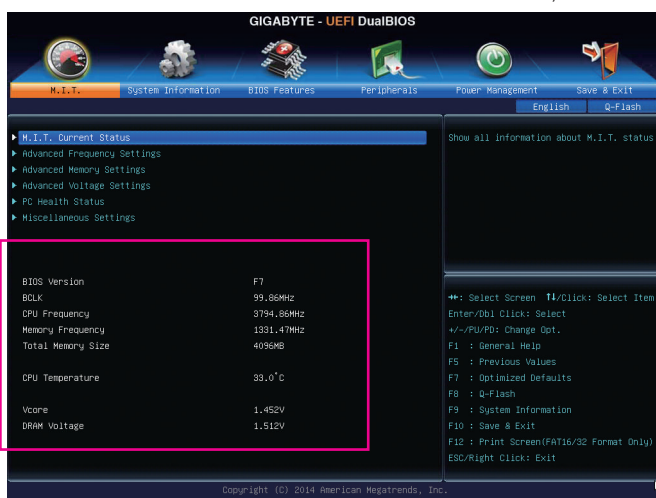 GIGABYTE - UEFI DualBIOS
M.I.T. System Information BIOS Features Peripherals Power Management Save & Exit
English Q-Flash
M.I.T. Current Status
Advanced Frequency Settings
Advanced Memory Settings
Advanced Voltage Settings
PC Health Status
Miscellaneous Settings
Show all information about M.I.T. status
BIOS Version F7
BCLK 99.86MHz
CPU Frequency 3794.86MHz
Memory Frequency 1331.47MHz
Total Memory Size 4096MB
CPU Temperature 33.0°C
Vcore 1.452V
DRAM Voltage 1.512V
→←: Select Screen ↑↓/Click: Select Item
Enter/Dbl Click: Select
+/-/PU/PD: Change Opt.
F1 : General Help
F5 : Previous Values
F7 : Optimized Defaults
F8 : Q-Flash
F9 : System Information
F10 : Save & Exit
F12 : Print Screen(FAT16/32 Format Only)
ESC/Right Click: Exit
Copyright (C) 2014 American Megatrends, Inc.